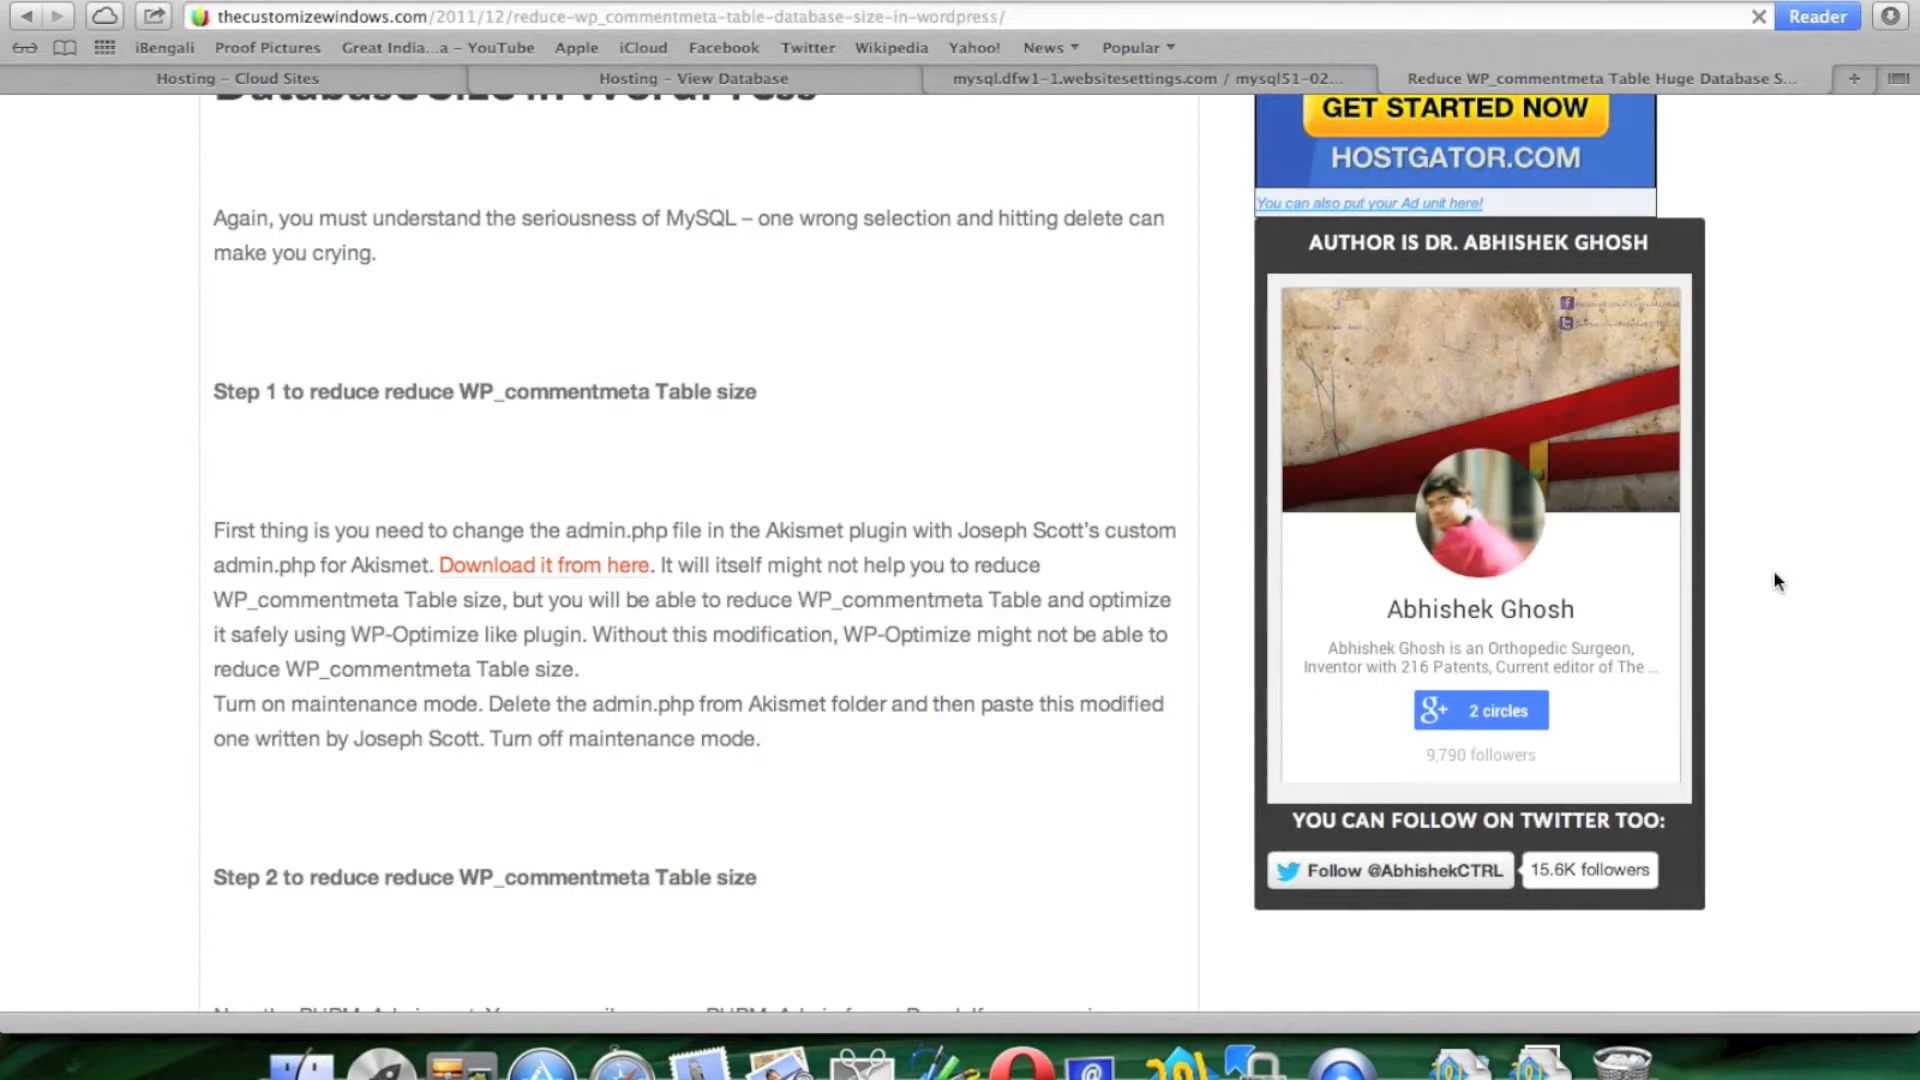 thecustomizewindows.com/2011/12/reduce-wp_commentmeta-table-database-size-in-wordpress/
Reader
iBengali
Proof Pictures
Great India...a – YouTube
Apple
iCloud
Facebook
Twitter
Wikipedia
Yahoo!
News
Popular
Hosting – Cloud Sites
Hosting – View Database
mysql.dfw1-1.websitesettings.com / mysql51-02...
Reduce WP_commentmeta Table Huge Database S...
Database Size in WordPress
Again, you must understand the seriousness of MySQL – one wrong selection and hitting delete can
make you crying.
Step 1 to reduce reduce WP_commentmeta Table size
First thing is you need to change the admin.php file in the Akismet plugin with Joseph Scott's custom
admin.php for Akismet. Download it from here. It will itself might not help you to reduce
WP_commentmeta Table size, but you will be able to reduce WP_commentmeta Table and optimize
it safely using WP-Optimize like plugin. Without this modification, WP-Optimize might not be able to
reduce WP_commentmeta Table size.
Turn on maintenance mode. Delete the admin.php from Akismet folder and then paste this modified
one written by Joseph Scott. Turn off maintenance mode.
Step 2 to reduce reduce WP_commentmeta Table size
GET STARTED NOW
HOSTGATOR.COM
You can also put your Ad unit here!
AUTHOR IS DR. ABHISHEK GHOSH
Abhishek Ghosh
Abhishek Ghosh is an Orthopedic Surgeon,
Inventor with 216 Patents, Current editor of The ...
g+ 2 circles
9,790 followers
YOU CAN FOLLOW ON TWITTER TOO:
Follow @AbhishekCTRL
15.6K followers